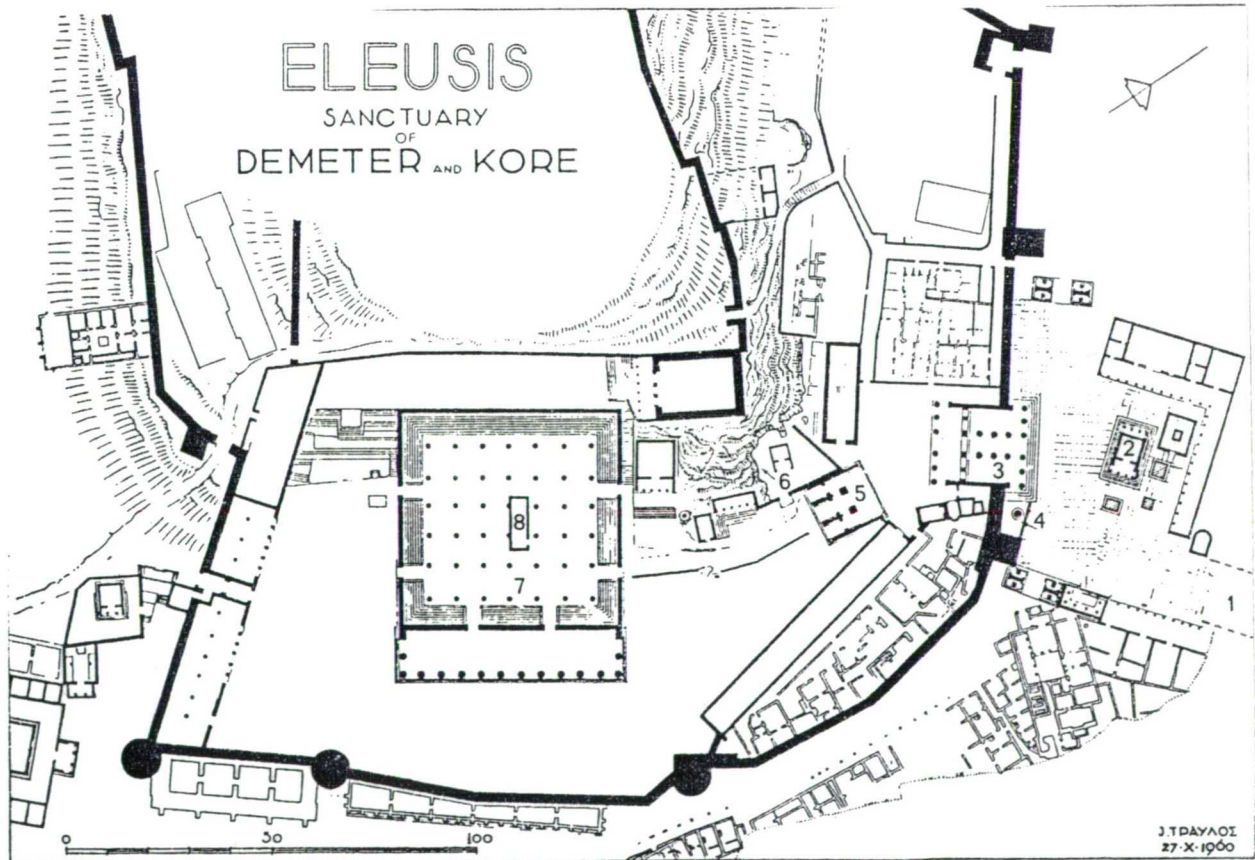 ELEUSIS
SANCTUARY
OF
DEMETER AND KORE
2
3
6
5
4
8
7
1
0 50 100
J.ΤΡΑΥΛΟΣ
27·X·1960